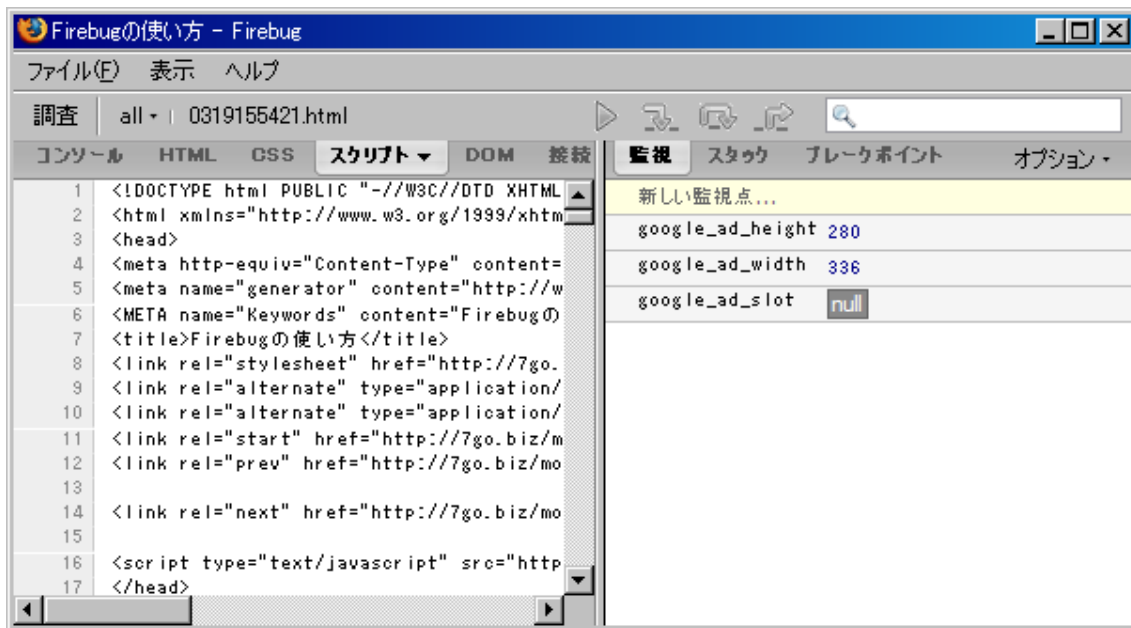 Firebugの使い方 - Firebug
ファイル(F) 表示 ヘルプ
調査 all 0319155421.html
コンソール HTML CSS スクリプト DOM 接続
監視 スタック ブレークポイント オプション
1 <!DOCTYPE html PUBLIC "-//W3C//DTD XHTML
2 <html xmlns="http://www.w3.org/1999/xhtm
3 <head>
4 <meta http-equiv="Content-Type" content=
5 <meta name="generator" content="http://w
6 <META name="Keywords" content="Firebugの
7 <title>Firebugの使い方</title>
8 <link rel="stylesheet" href="http://7go.
9 <link rel="alternate" type="application/
10 <link rel="alternate" type="application/
11 <link rel="start" href="http://7go.biz/m
12 <link rel="prev" href="http://7go.biz/mo
13
14 <link rel="next" href="http://7go.biz/mo
15
16 <script type="text/javascript" src="http
17 </head>
新しい監視点...
google_ad_height 280
google_ad_width 336
google_ad_slot null